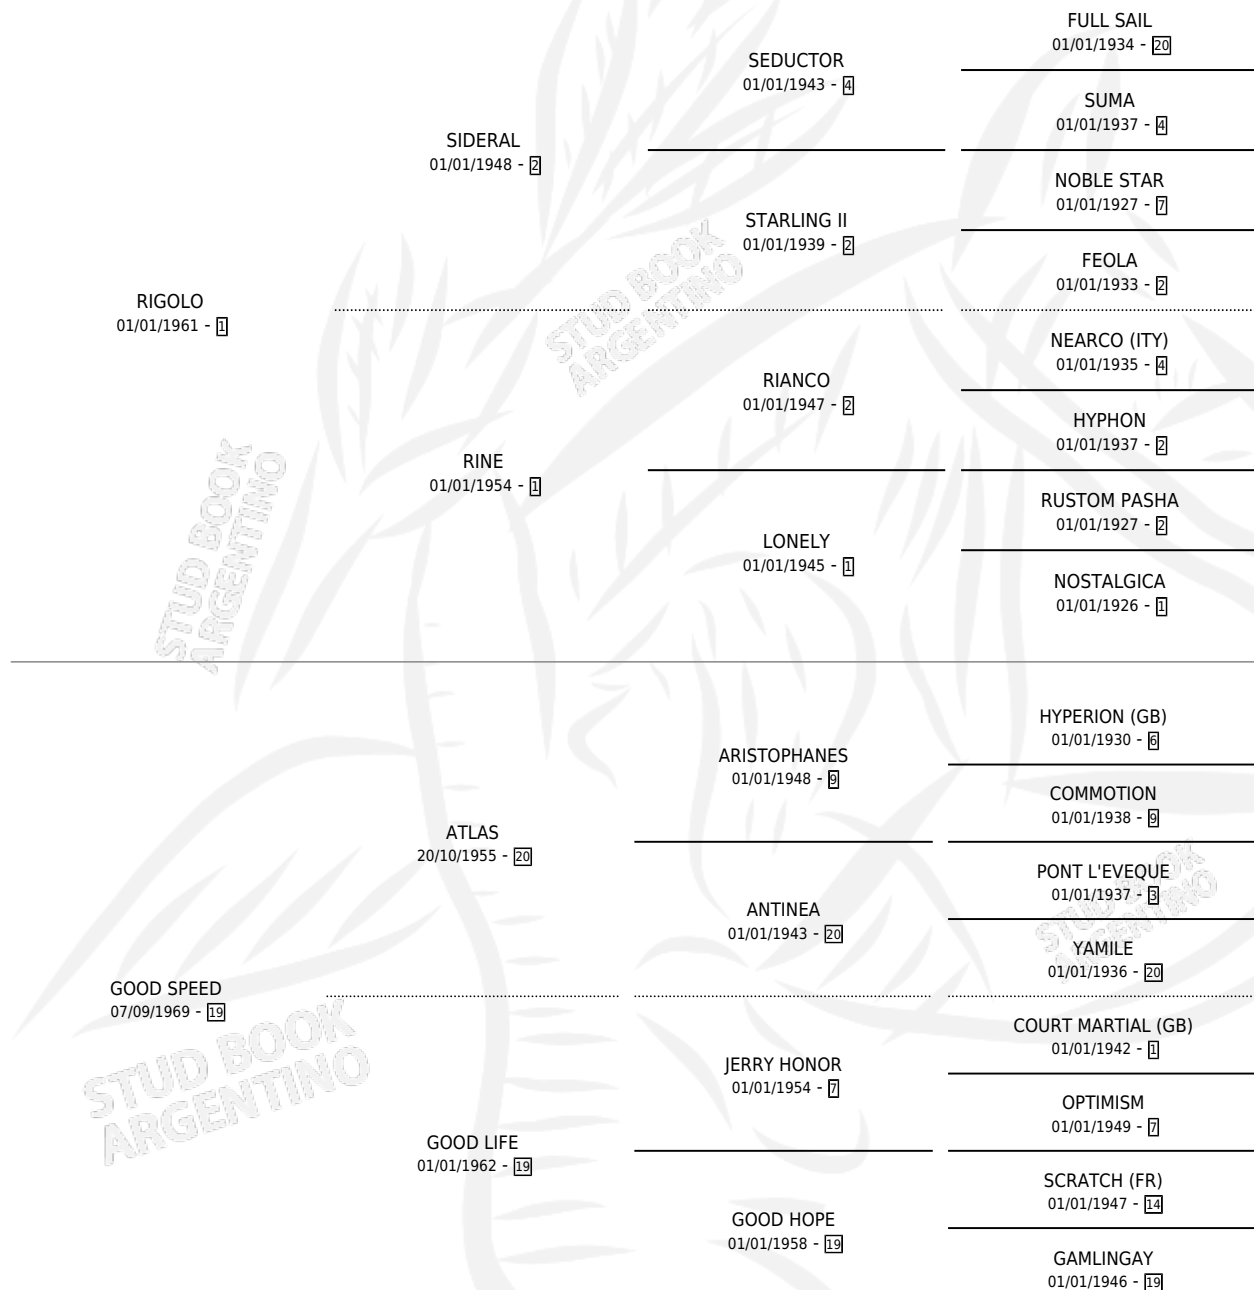 FULL SAIL
01/01/1934 - 20
SEDUCTOR
01/01/1943 - 4
SUMA
01/01/1937 - 4
SIDERAL
01/01/1948 - 2
NOBLE STAR
01/01/1927 - 7
STARLING II
01/01/1939 - 2
FEOLA
01/01/1933 - 2
RIGOLO
01/01/1961 - 1
NEARCO (ITY)
01/01/1935 - 4
RIANCO
01/01/1947 - 2
HYPHON
01/01/1937 - 2
RINE
01/01/1954 - 1
RUSTOM PASHA
01/01/1927 - 2
LONELY
01/01/1945 - 1
NOSTALGICA
01/01/1926 - 1
HYPERION (GB)
01/01/1930 - 6
ARISTOPHANES
01/01/1948 - 9
COMMOTION
01/01/1938 - 9
ATLAS
20/10/1955 - 20
PONT L'EVEQUE
01/01/1937 - 3
ANTINEA
01/01/1943 - 20
YAMILE
01/01/1936 - 20
GOOD SPEED
07/09/1969 - 19
COURT MARTIAL (GB)
01/01/1942 - 1
JERRY HONOR
01/01/1954 - 7
OPTIMISM
01/01/1949 - 7
GOOD LIFE
01/01/1962 - 19
SCRATCH (FR)
01/01/1947 - 14
GOOD HOPE
01/01/1958 - 19
GAMLINGAY
01/01/1946 - 19
STUD BOOK
ARGENTINO
STUD BOOK
ARGENTINO
STUD BOOK
ARGENTINO
STUD BOOK
ARGENTINO